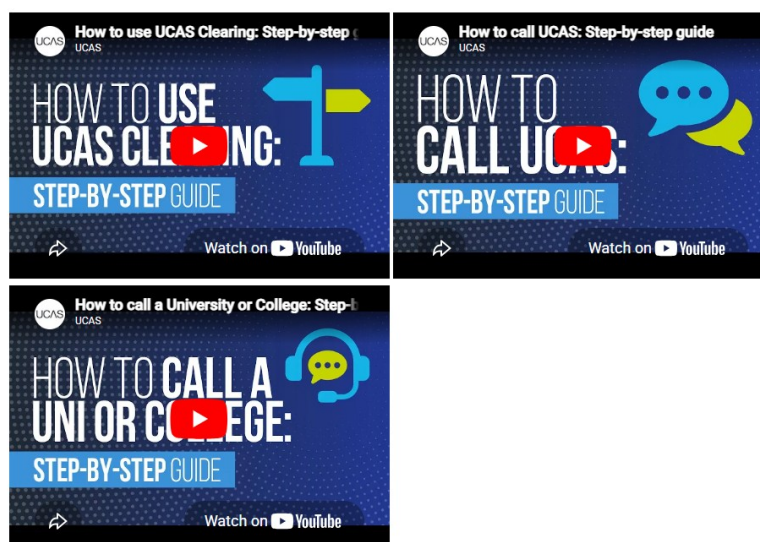 UCAS
How to use UCAS Clearing: Step-by-step
UCAS
HOW TO USE
UCAS CLE NG:
STEP-BY-STEP GUIDE
Watch on YouTube
UCAS
How to call UCAS: Step-by-step guide
UCAS
HOW TO
CALL UCAS:
STEP-BY-STEP GUIDE
Watch on YouTube
UCAS
How to call a University or College: Step-b
UCAS
HOW TO CALL A
UNI OR COLLEGE:
STEP-BY-STEP GUIDE
Watch on YouTube